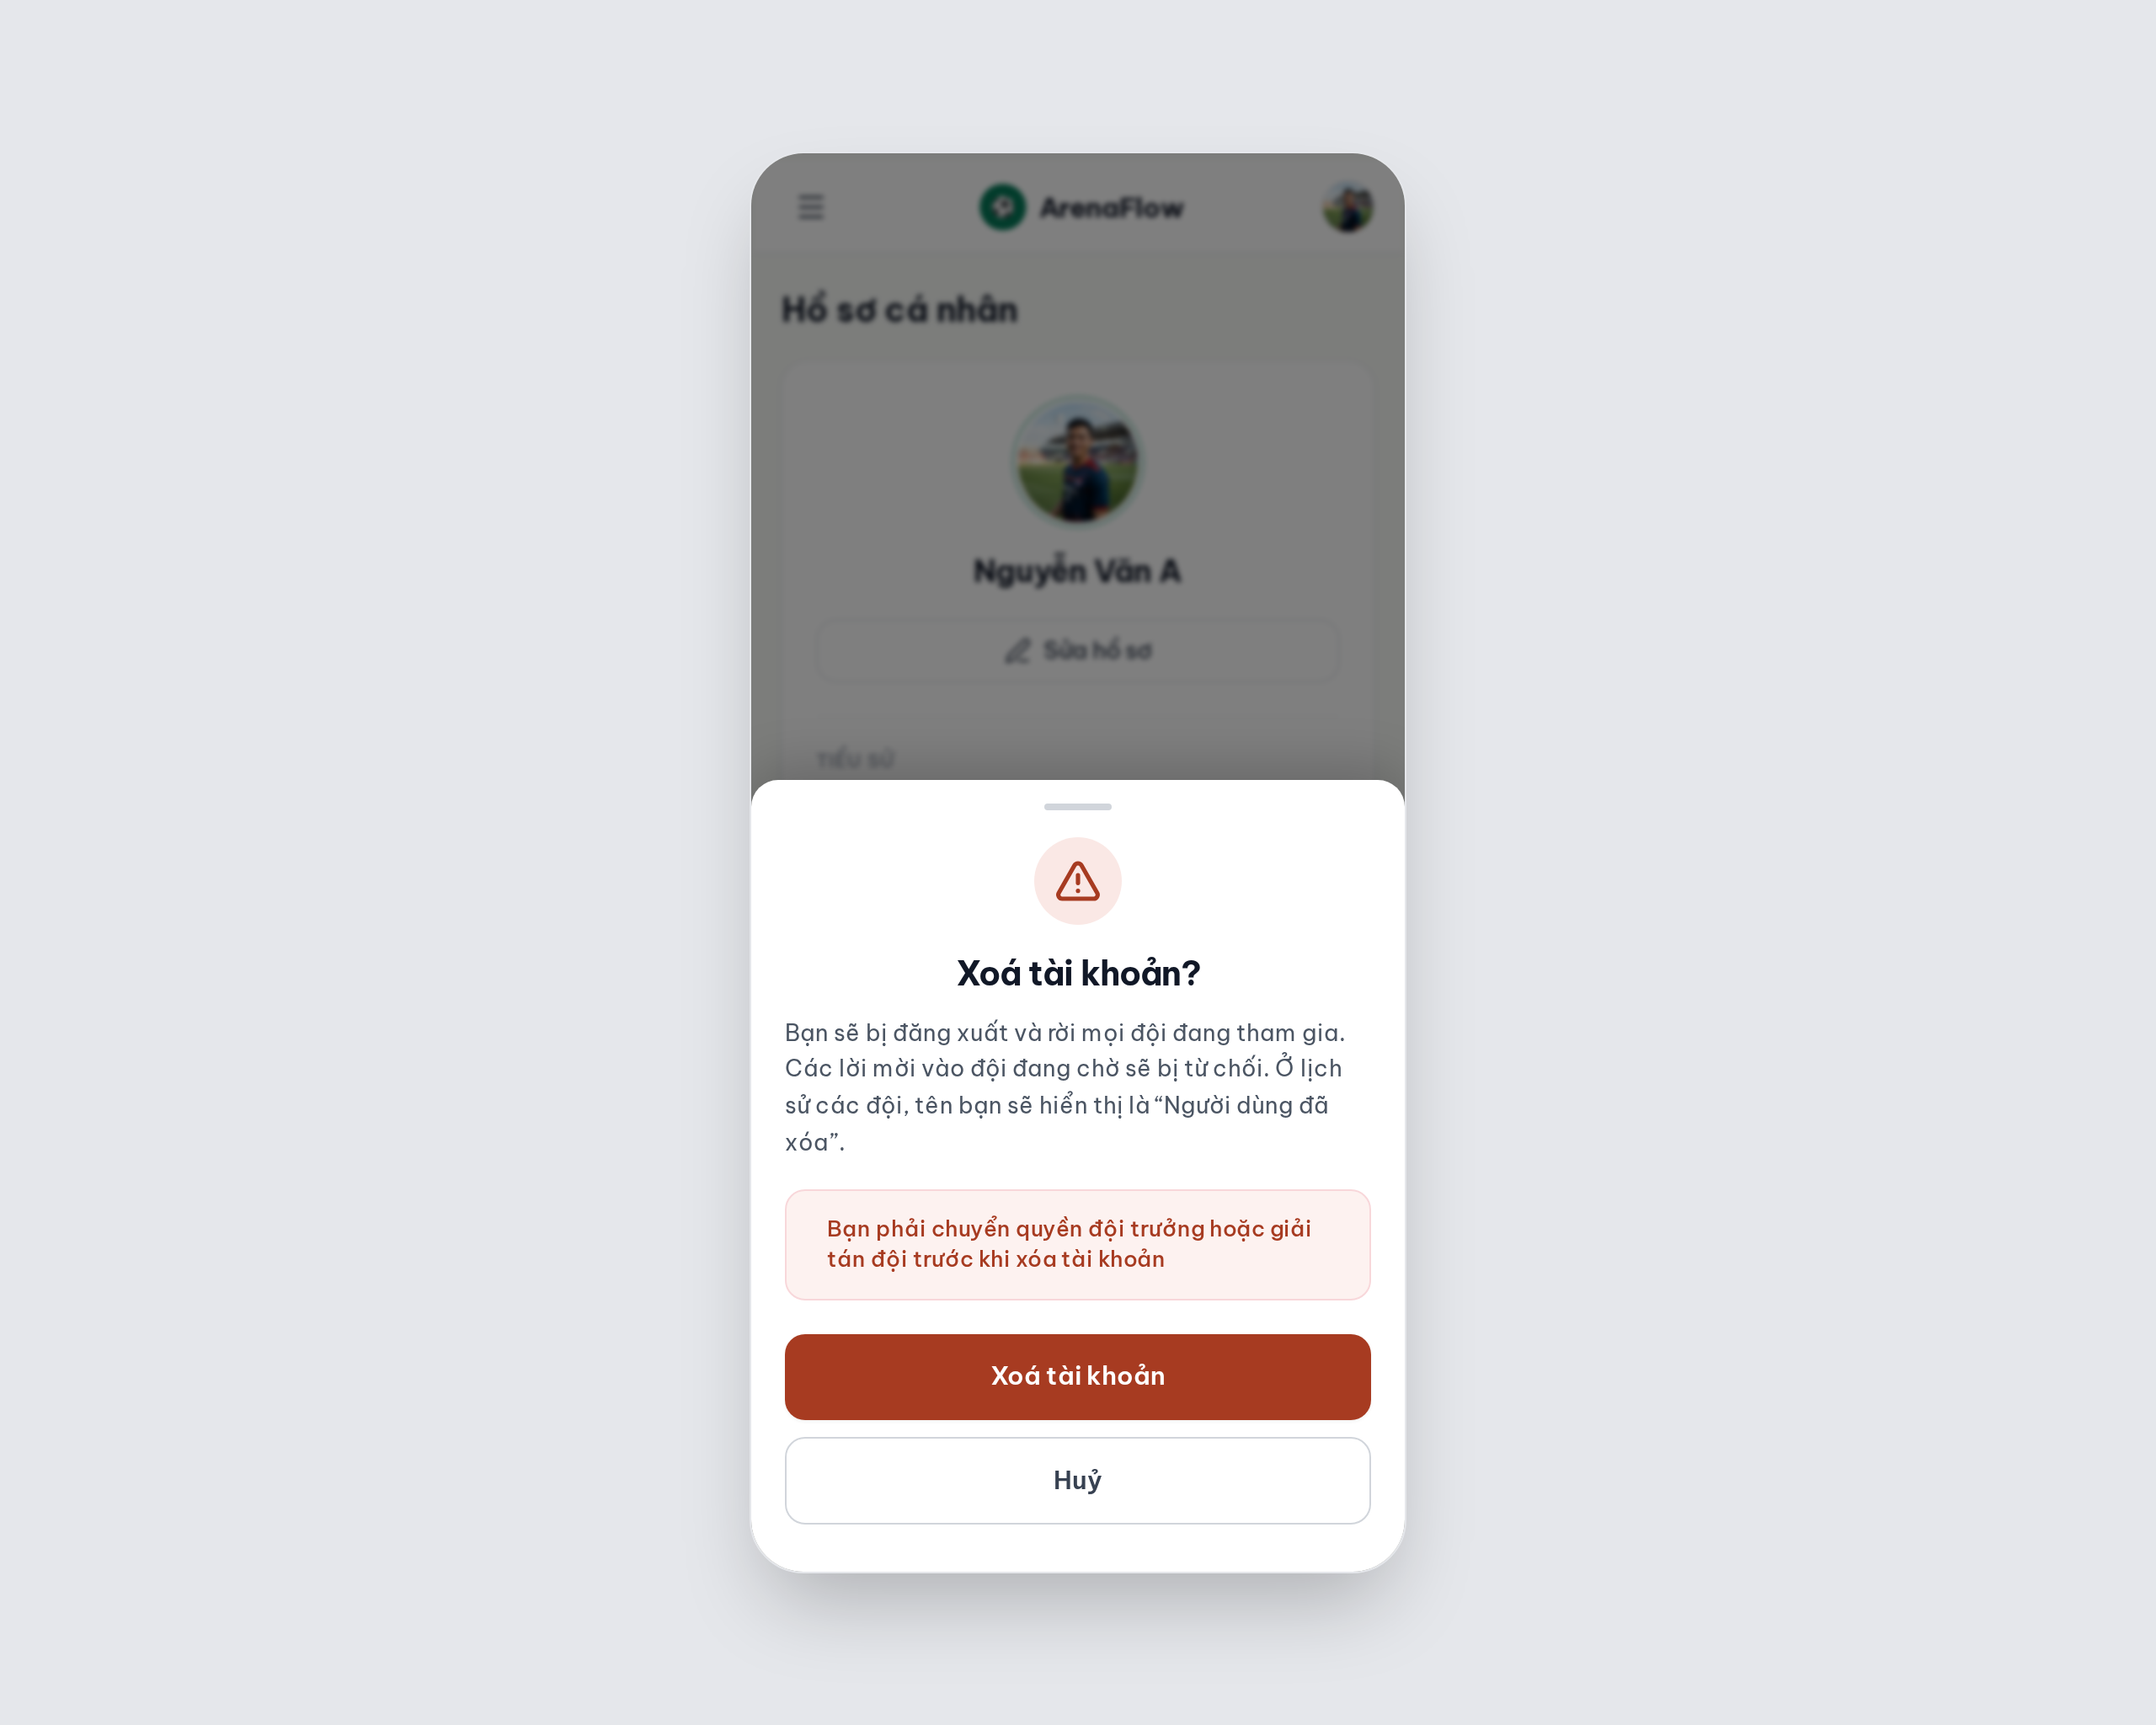 ArenaFlow
Hồ sơ cá nhân
Nguyễn Văn A
Sửa hồ sơ
TIỂU SỬ
Xoá tài khoản?
Bạn sẽ bị đăng xuất và rời mọi đội đang tham gia.
Các lời mời vào đội đang chờ sẽ bị từ chối. Ở lịch
sử các đội, tên bạn sẽ hiển thị là “Người dùng đã
xóa”.
Bạn phải chuyển quyền đội trưởng hoặc giải
tán đội trước khi xóa tài khoản
Xoá tài khoản
Huỷ